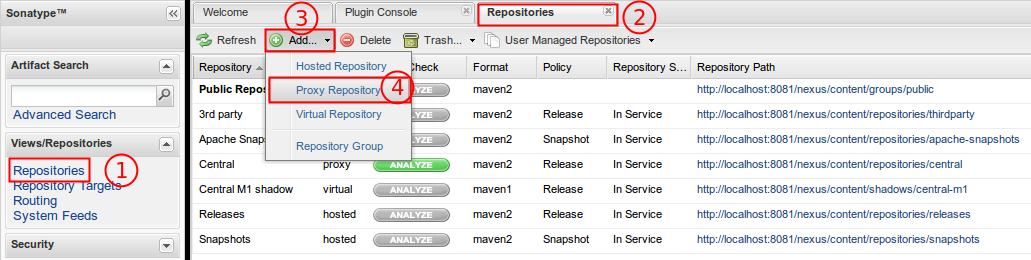 Sonatype™
Welcome
Plugin Console
Repositories
2
3
Refresh
Add...
Delete
Trash...
User Managed Repositories
Artifact Search
Advanced Search
Views/Repositories
1
Repositories
Repository Targets
Routing
System Feeds
Security
Hosted Repository
Proxy Repository
4
Virtual Repository
Repository Group
Repository Check Format Policy Repository S... Repository Path
Public Repos maven2 http://localhost:8081/nexus/content/groups/public
3rd party maven2 Release In Service http://localhost:8081/nexus/content/repositories/thirdparty
Apache Snap maven2 Snapshot In Service http://localhost:8081/nexus/content/repositories/apache-snapshots
Central proxy ANALYZE maven2 Release In Service http://localhost:8081/nexus/content/repositories/central
Central M1 shadow virtual ANALYZE maven1 Release In Service http://localhost:8081/nexus/content/shadows/central-m1
Releases hosted ANALYZE maven2 Release In Service http://localhost:8081/nexus/content/repositories/releases
Snapshots hosted ANALYZE maven2 Snapshot In Service http://localhost:8081/nexus/content/repositories/snapshots